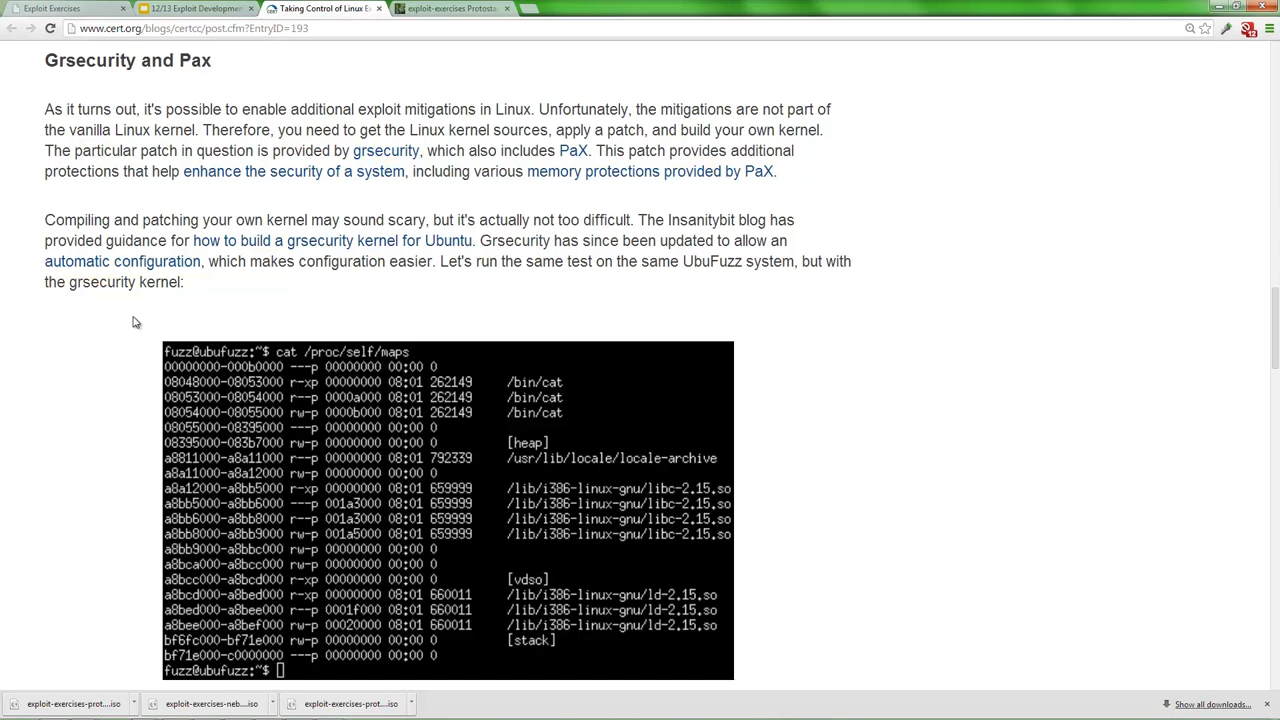 Exploit Exercises
12/13 Exploit Developmen
Taking Control of Linux E
exploit-exercises Protosta
www.cert.org/blogs/certcc/post.cfm?EntryID=193
12
Grsecurity and Pax
As it turns out, it's possible to enable additional exploit mitigations in Linux. Unfortunately, the mitigations are not part of
the vanilla Linux kernel. Therefore, you need to get the Linux kernel sources, apply a patch, and build your own kernel.
The particular patch in question is provided by grsecurity, which also includes PaX. This patch provides additional
protections that help enhance the security of a system, including various memory protections provided by PaX.
Compiling and patching your own kernel may sound scary, but it's actually not too difficult. The Insanitybit blog has
provided guidance for how to build a grsecurity kernel for Ubuntu. Grsecurity has since been updated to allow an
automatic configuration, which makes configuration easier. Let's run the same test on the same UbuFuzz system, but with
the grsecurity kernel:
fuzz@ubufuzz:~$ cat /proc/self/maps
00000000-000b0000 ---p 00000000 00:00 0
08048000-08053000 r-xp 00000000 08:01 262149 /bin/cat
08053000-08054000 r--p 0000a000 08:01 262149 /bin/cat
08054000-08055000 rw-p 0000b000 08:01 262149 /bin/cat
08055000-08395000 ---p 00000000 00:00 0
08395000-083b7000 rw-p 00000000 00:00 0 [heap]
a8811000-a8a11000 r--p 00000000 08:01 792339 /usr/lib/locale/locale-archive
a8a11000-a8a12000 rw-p 00000000 00:00 0
a8a12000-a8bb5000 r-xp 00000000 08:01 659999 /lib/i386-linux-gnu/libc-2.15.so
a8bb5000-a8bb6000 ---p 001a3000 08:01 659999 /lib/i386-linux-gnu/libc-2.15.so
a8bb6000-a8bb8000 r--p 001a3000 08:01 659999 /lib/i386-linux-gnu/libc-2.15.so
a8bb8000-a8bb9000 rw-p 001a5000 08:01 659999 /lib/i386-linux-gnu/libc-2.15.so
a8bb9000-a8bbc000 rw-p 00000000 00:00 0
a8bca000-a8bcc000 rw-p 00000000 00:00 0
a8bcc000-a8bcd000 r-xp 00000000 00:00 0 [vdso]
a8bcd000-a8bed000 r-xp 00000000 08:01 660011 /lib/i386-linux-gnu/ld-2.15.so
a8bed000-a8bee000 r--p 0001f000 08:01 660011 /lib/i386-linux-gnu/ld-2.15.so
a8bee000-a8bef000 rw-p 00020000 08:01 660011 /lib/i386-linux-gnu/ld-2.15.so
bf6fc000-bf71e000 rw-p 00000000 00:00 0 [stack]
bf71e000-c0000000 ---p 00000000 00:00 0
fuzz@ubufuzz:~$
exploit-exercises-prot....iso
exploit-exercises-neb....iso
exploit-exercises-prot....iso
Show all downloads...